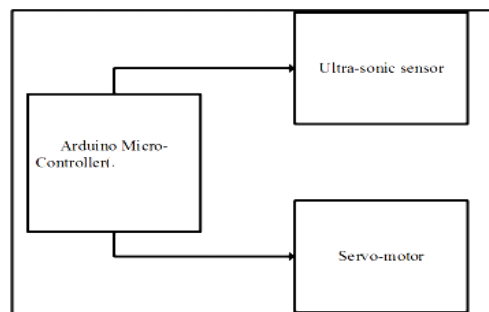 Ultra-sonic sensor
Arduino Micro-
Controllert.
Servo-motor